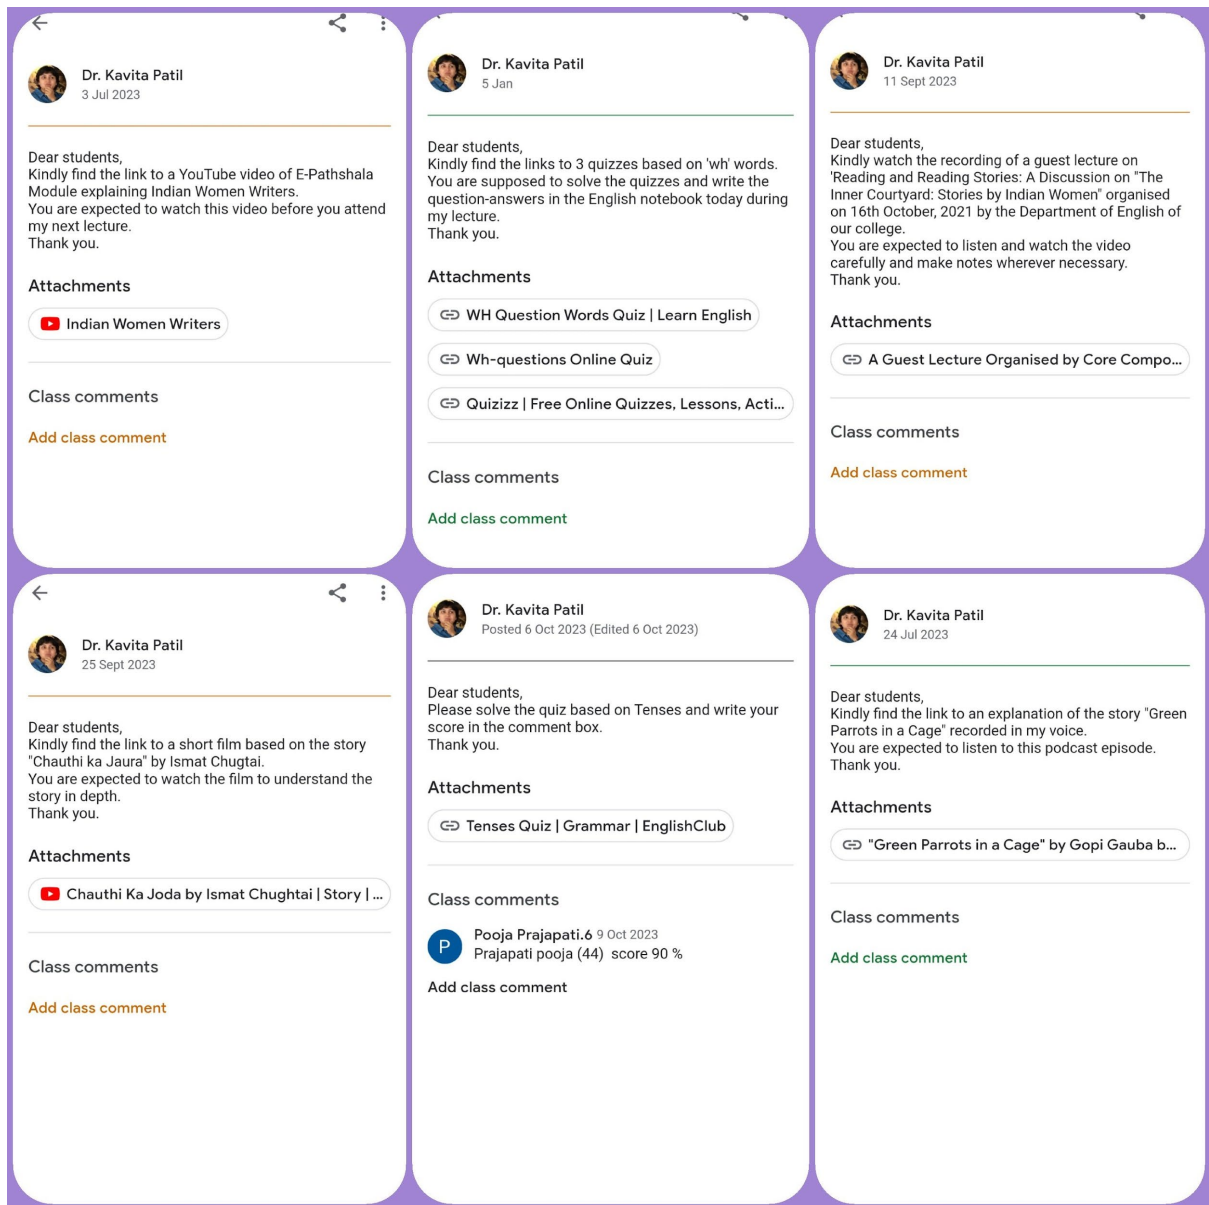 Dr. Kavita Patil
3 Jul 2023
Dear students,
Kindly find the link to a YouTube video of E-Pathshala
Module explaining Indian Women Writers.
You are expected to watch this video before you attend
my next lecture.
Thank you.
Attachments
Indian Women Writers
Class comments
Add class comment
Dr. Kavita Patil
5 Jan
Dear students,
Kindly find the links to 3 quizzes based on 'wh' words.
You are supposed to solve the quizzes and write the
question-answers in the English notebook today during
my lecture.
Thank you.
Attachments
WH Question Words Quiz | Learn English
Wh-questions Online Quiz
Quizizz | Free Online Quizzes, Lessons, Acti...
Class comments
Add class comment
Dr. Kavita Patil
11 Sept 2023
Dear students,
Kindly watch the recording of a guest lecture on
'Reading and Reading Stories: A Discussion on "The
Inner Courtyard: Stories by Indian Women" organised
on 16th October, 2021 by the Department of English of
our college.
You are expected to listen and watch the video
carefully and make notes wherever necessary.
Thank you.
Attachments
A Guest Lecture Organised by Core Compo...
Class comments
Add class comment
Dr. Kavita Patil
25 Sept 2023
Dear students,
Kindly find the link to a short film based on the story
"Chauthi ka Jaura" by Ismat Chugtai.
You are expected to watch the film to understand the
story in depth.
Thank you.
Attachments
Chauthi Ka Joda by Ismat Chughtai | Story | ...
Class comments
Add class comment
Dr. Kavita Patil
Posted 6 Oct 2023 (Edited 6 Oct 2023)
Dear students,
Please solve the quiz based on Tenses and write your
score in the comment box.
Thank you.
Attachments
Tenses Quiz | Grammar | EnglishClub
Class comments
P
Pooja Prajapati.6 9 Oct 2023
Prajapati pooja (44) score 90 %
Add class comment
Dr. Kavita Patil
24 Jul 2023
Dear students,
Kindly find the link to an explanation of the story "Green
Parrots in a Cage" recorded in my voice.
You are expected to listen to this podcast episode.
Thank you.
Attachments
"Green Parrots in a Cage" by Gopi Gauba b...
Class comments
Add class comment